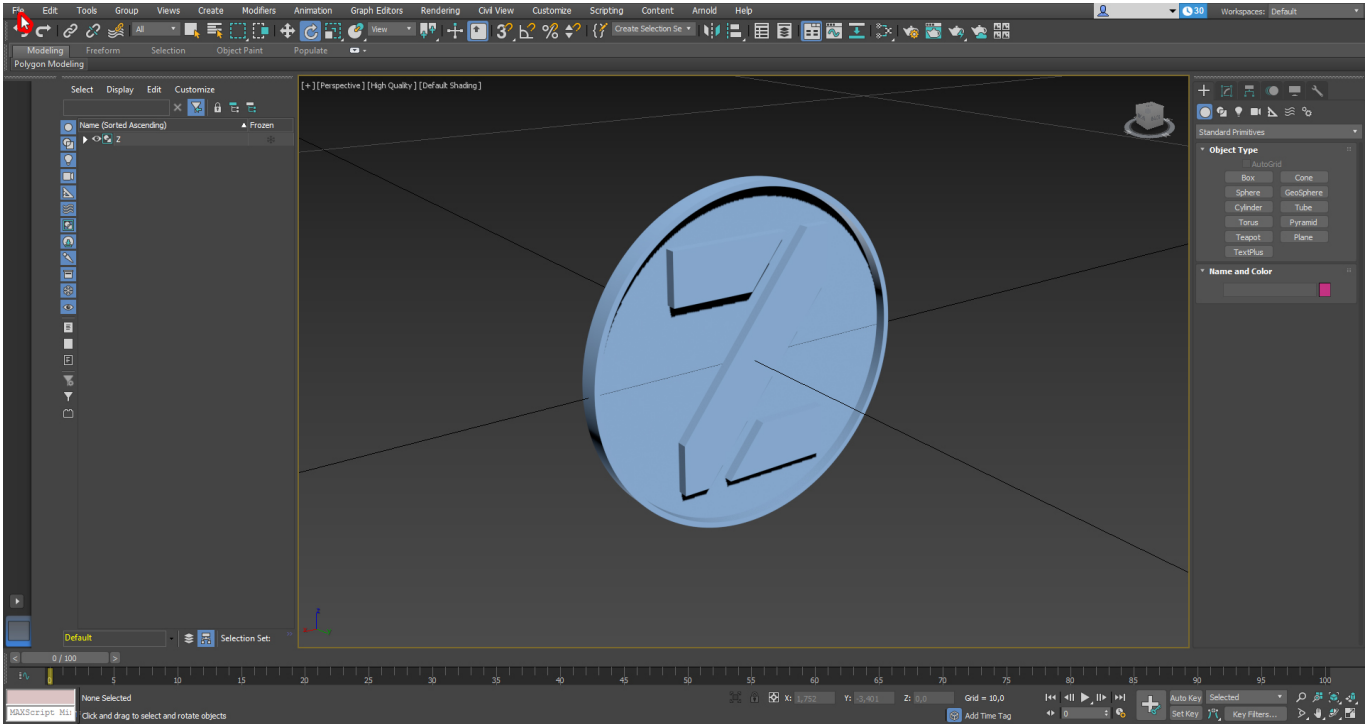 File Edit Tools Group Views Create Modifiers Animation Graph Editors Rendering Civil View Customize Scripting Content Arnold Help 30 Workspaces: Default
All View Create Selection Se
Modeling Freeform Selection Object Paint Populate
Polygon Modeling
Select Display Edit Customize
Name (Sorted Ascending) Frozen
Z
[+] [Perspective] [High Quality] [Default Shading]
Standard Primitives
Object Type
AutoGrid
Box Cone
Sphere GeoSphere
Cylinder Tube
Torus Pyramid
Teapot Plane
TextPlus
Name and Color
Z
Default Selection Set:
z
0 / 100
0 5 10 15 20 25 30 35 40 45 50 55 60 65 70 75 80 85 90 95 100
None Selected X: 1,752 Y: -3,401 Z: 0,0 Grid = 10,0 Auto Key Selected
MAXScript Mi: Click and drag to select and rotate objects Add Time Tag 0 Set Key Key Filters...